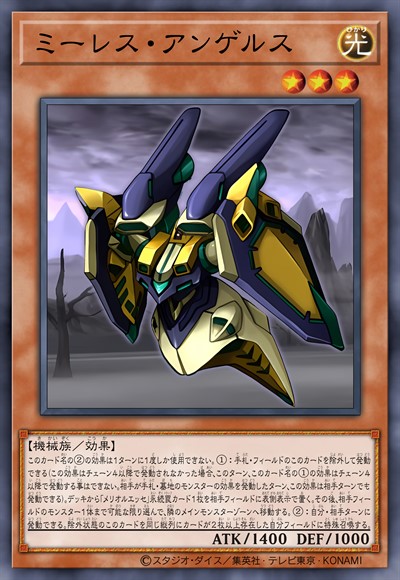 ミーレス・アンゲルス
光
【機械族/効果】
このカード名の②の効果は1ターンに1度しか使用できない。①:手札・フィールドのこのカードを除外して発動
できる(この効果はチェーン4以降で発動されなかった場合、このターン、このカード名の①の効果はチェーン4
以降で発動する事はできない)。相手が手札・墓地のモンスターの効果を発動したターン、この効果は相手ターンでも
発動できる。デッキから「メリオルエッセ」永続罠カード1枚を相手フィールドに表側表示で置く。その後、相手フィー
ルドのモンスター1体まで可能な限り選んで、隣のメインモンスターゾーンへ移動する。②:自分・相手ターンに
発動できる。除外状態のこのカードを同じ縦列にカードが2枚以上存在した自分フィールドに特殊召喚する。
ATK/1400 DEF/1000
©スタジオ・ダイス/集英社・テレビ東京・KONAMI